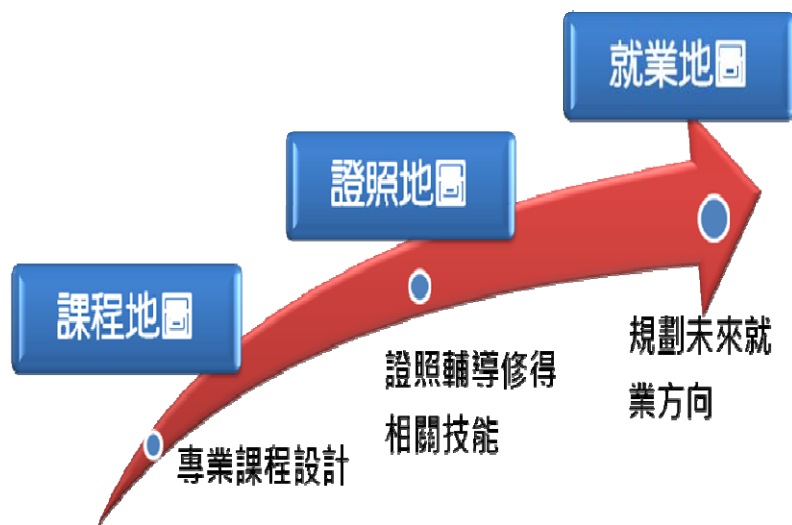 就業地圖
證照地圖
課程地圖
規劃未來就
業方向
證照輔導修得
相關技能
專業課程設計